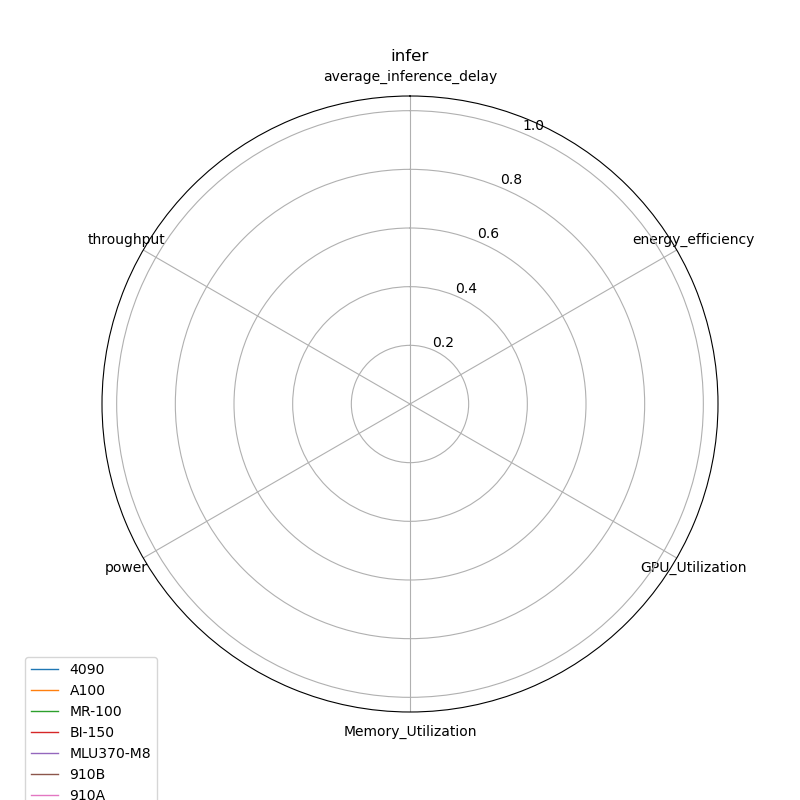 infer
average_inference_delay
1.0
0.8
throughput
0.6
energy_efficiency
0.4
0.2
power
GPU_Utilization
Memory_Utilization
4090
A100
MR-100
BI-150
MLU370-M8
910B
910A